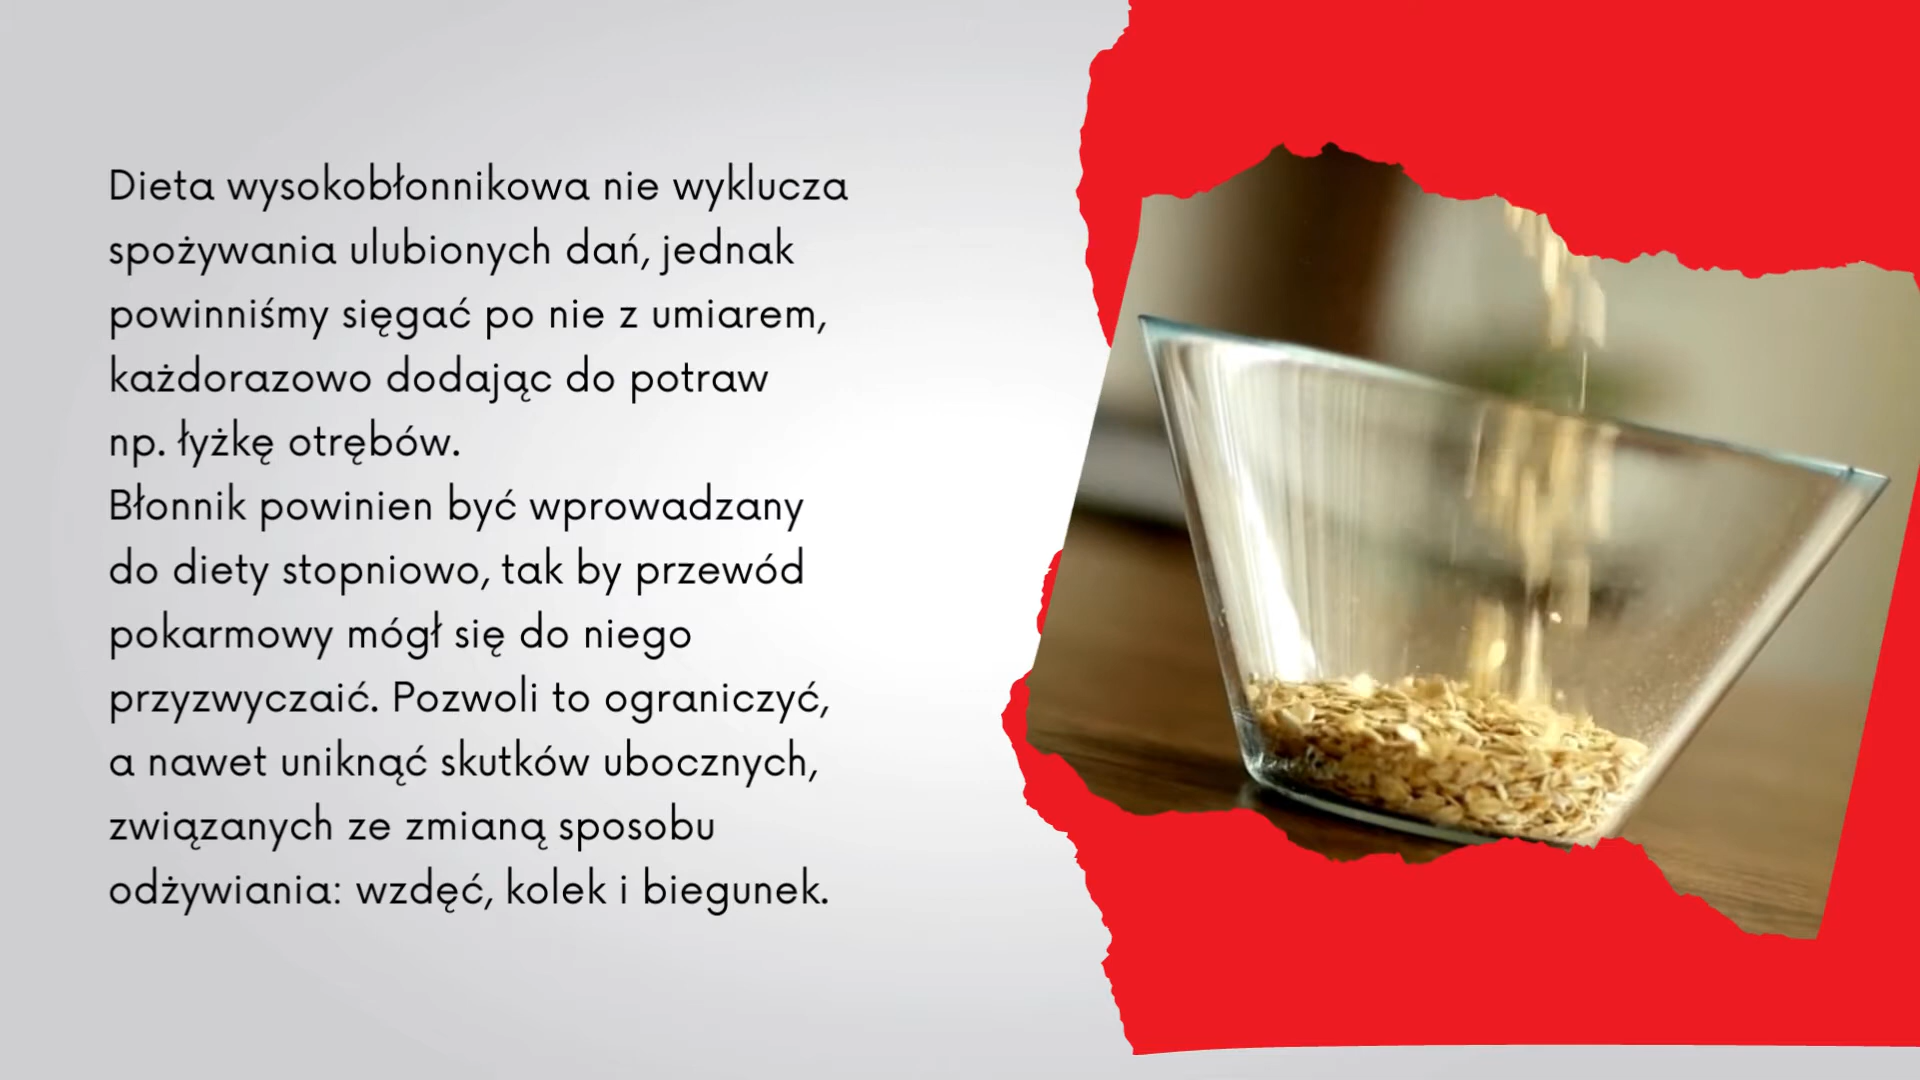 Dieta wysokobłonnikowa nie wyklucza
spożywania ulubionych dań, jednak
powinniśmy sięgać po nie z umiarem,
każdorazowo dodając do potraw
np. łyżkę otrębów.
Błonnik powinien być wprowadzany
do diety stopniowo, tak by przewód
pokarmowy mógł się do niego
przyzwyczaić. Pozwoli to ograniczyć,
a nawet uniknąć skutków ubocznych,
związanych ze zmianą sposobu
odżywiania: wzdęć, kolek i biegunek.